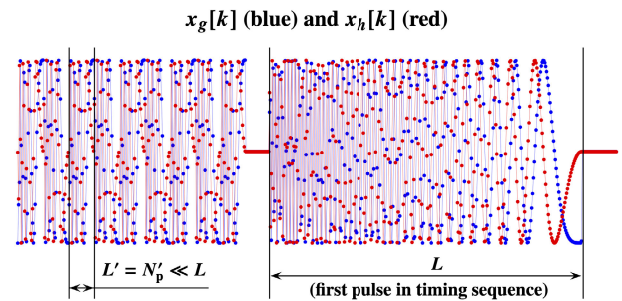 x_g[k] (blue) and x_h[k] (red)
L′ = N′_p ≪ L
L
(first pulse in timing sequence)